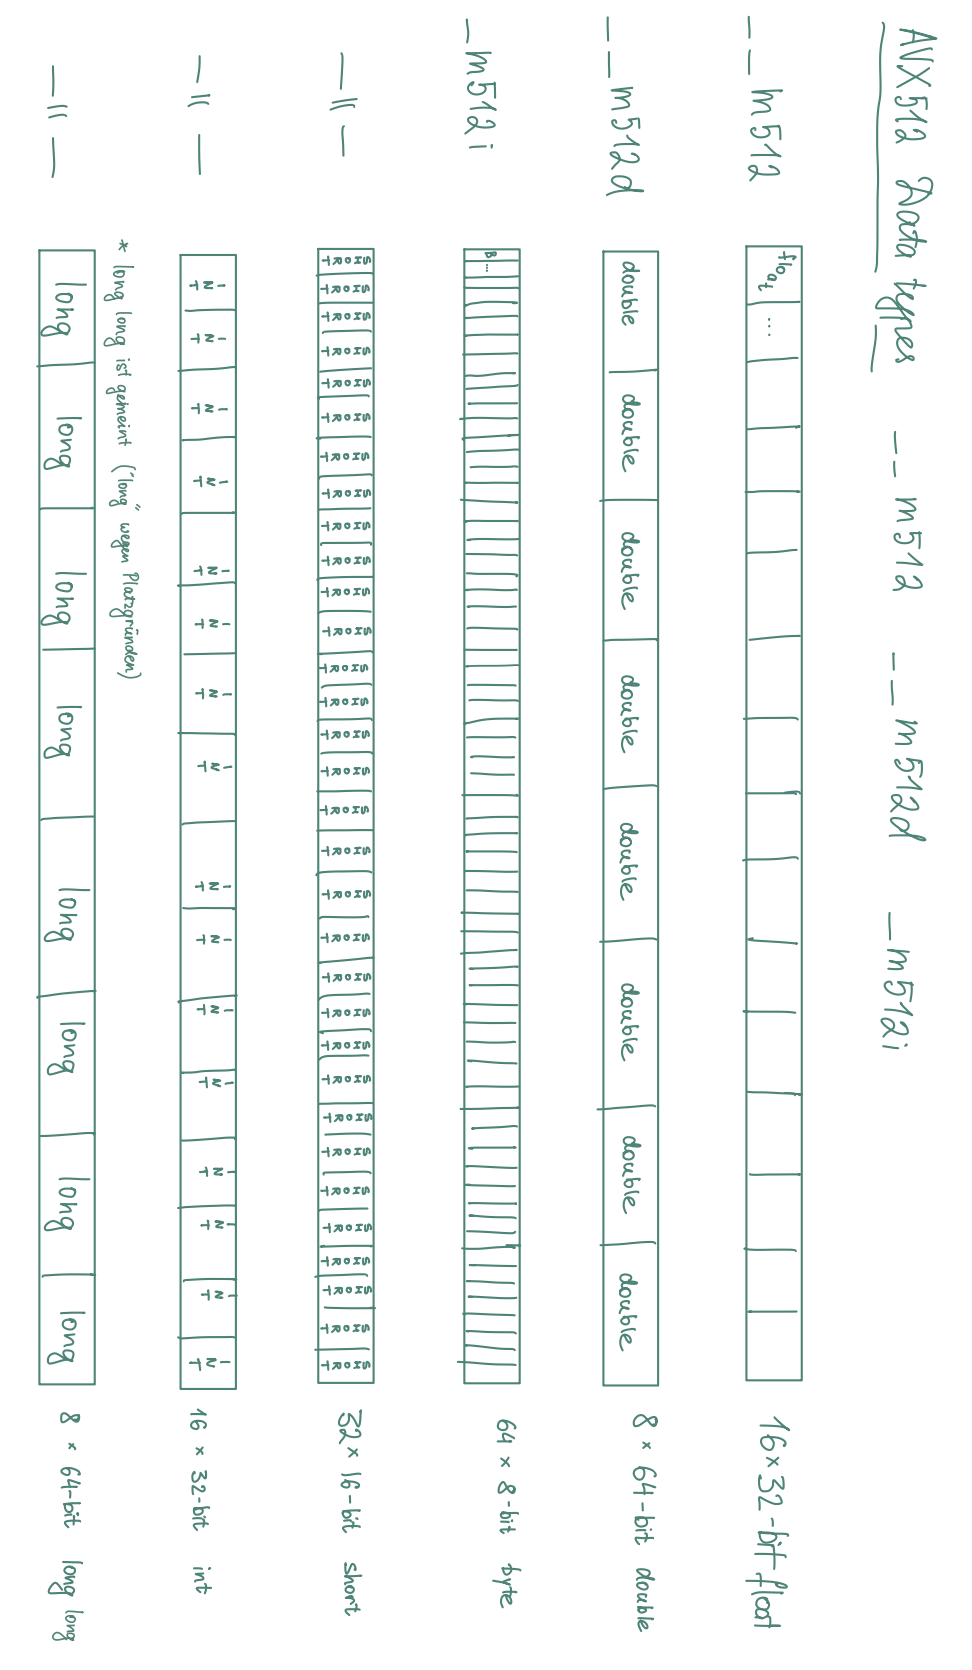 AVX512 Data types __m512 __m512d _m512i
__m512 float ... 16×32-bit float
__m512d double double double double double double double double 8 × 64-bit double
_m512i B ... 64 × 8-bit byte
—||— SHORT SHORT SHORT SHORT SHORT SHORT SHORT SHORT SHORT SHORT SHORT SHORT SHORT SHORT SHORT SHORT SHORT SHORT SHORT SHORT SHORT SHORT SHORT SHORT SHORT SHORT SHORT SHORT SHORT SHORT SHORT SHORT 32 × 16-bit short
—||— INT INT INT INT INT INT INT INT INT INT INT INT INT INT INT INT 16 × 32-bit int
* long long ist gemeint ("long" wegen Platzgründen)
—||— long long long long long long long long 8 × 64-bit long long